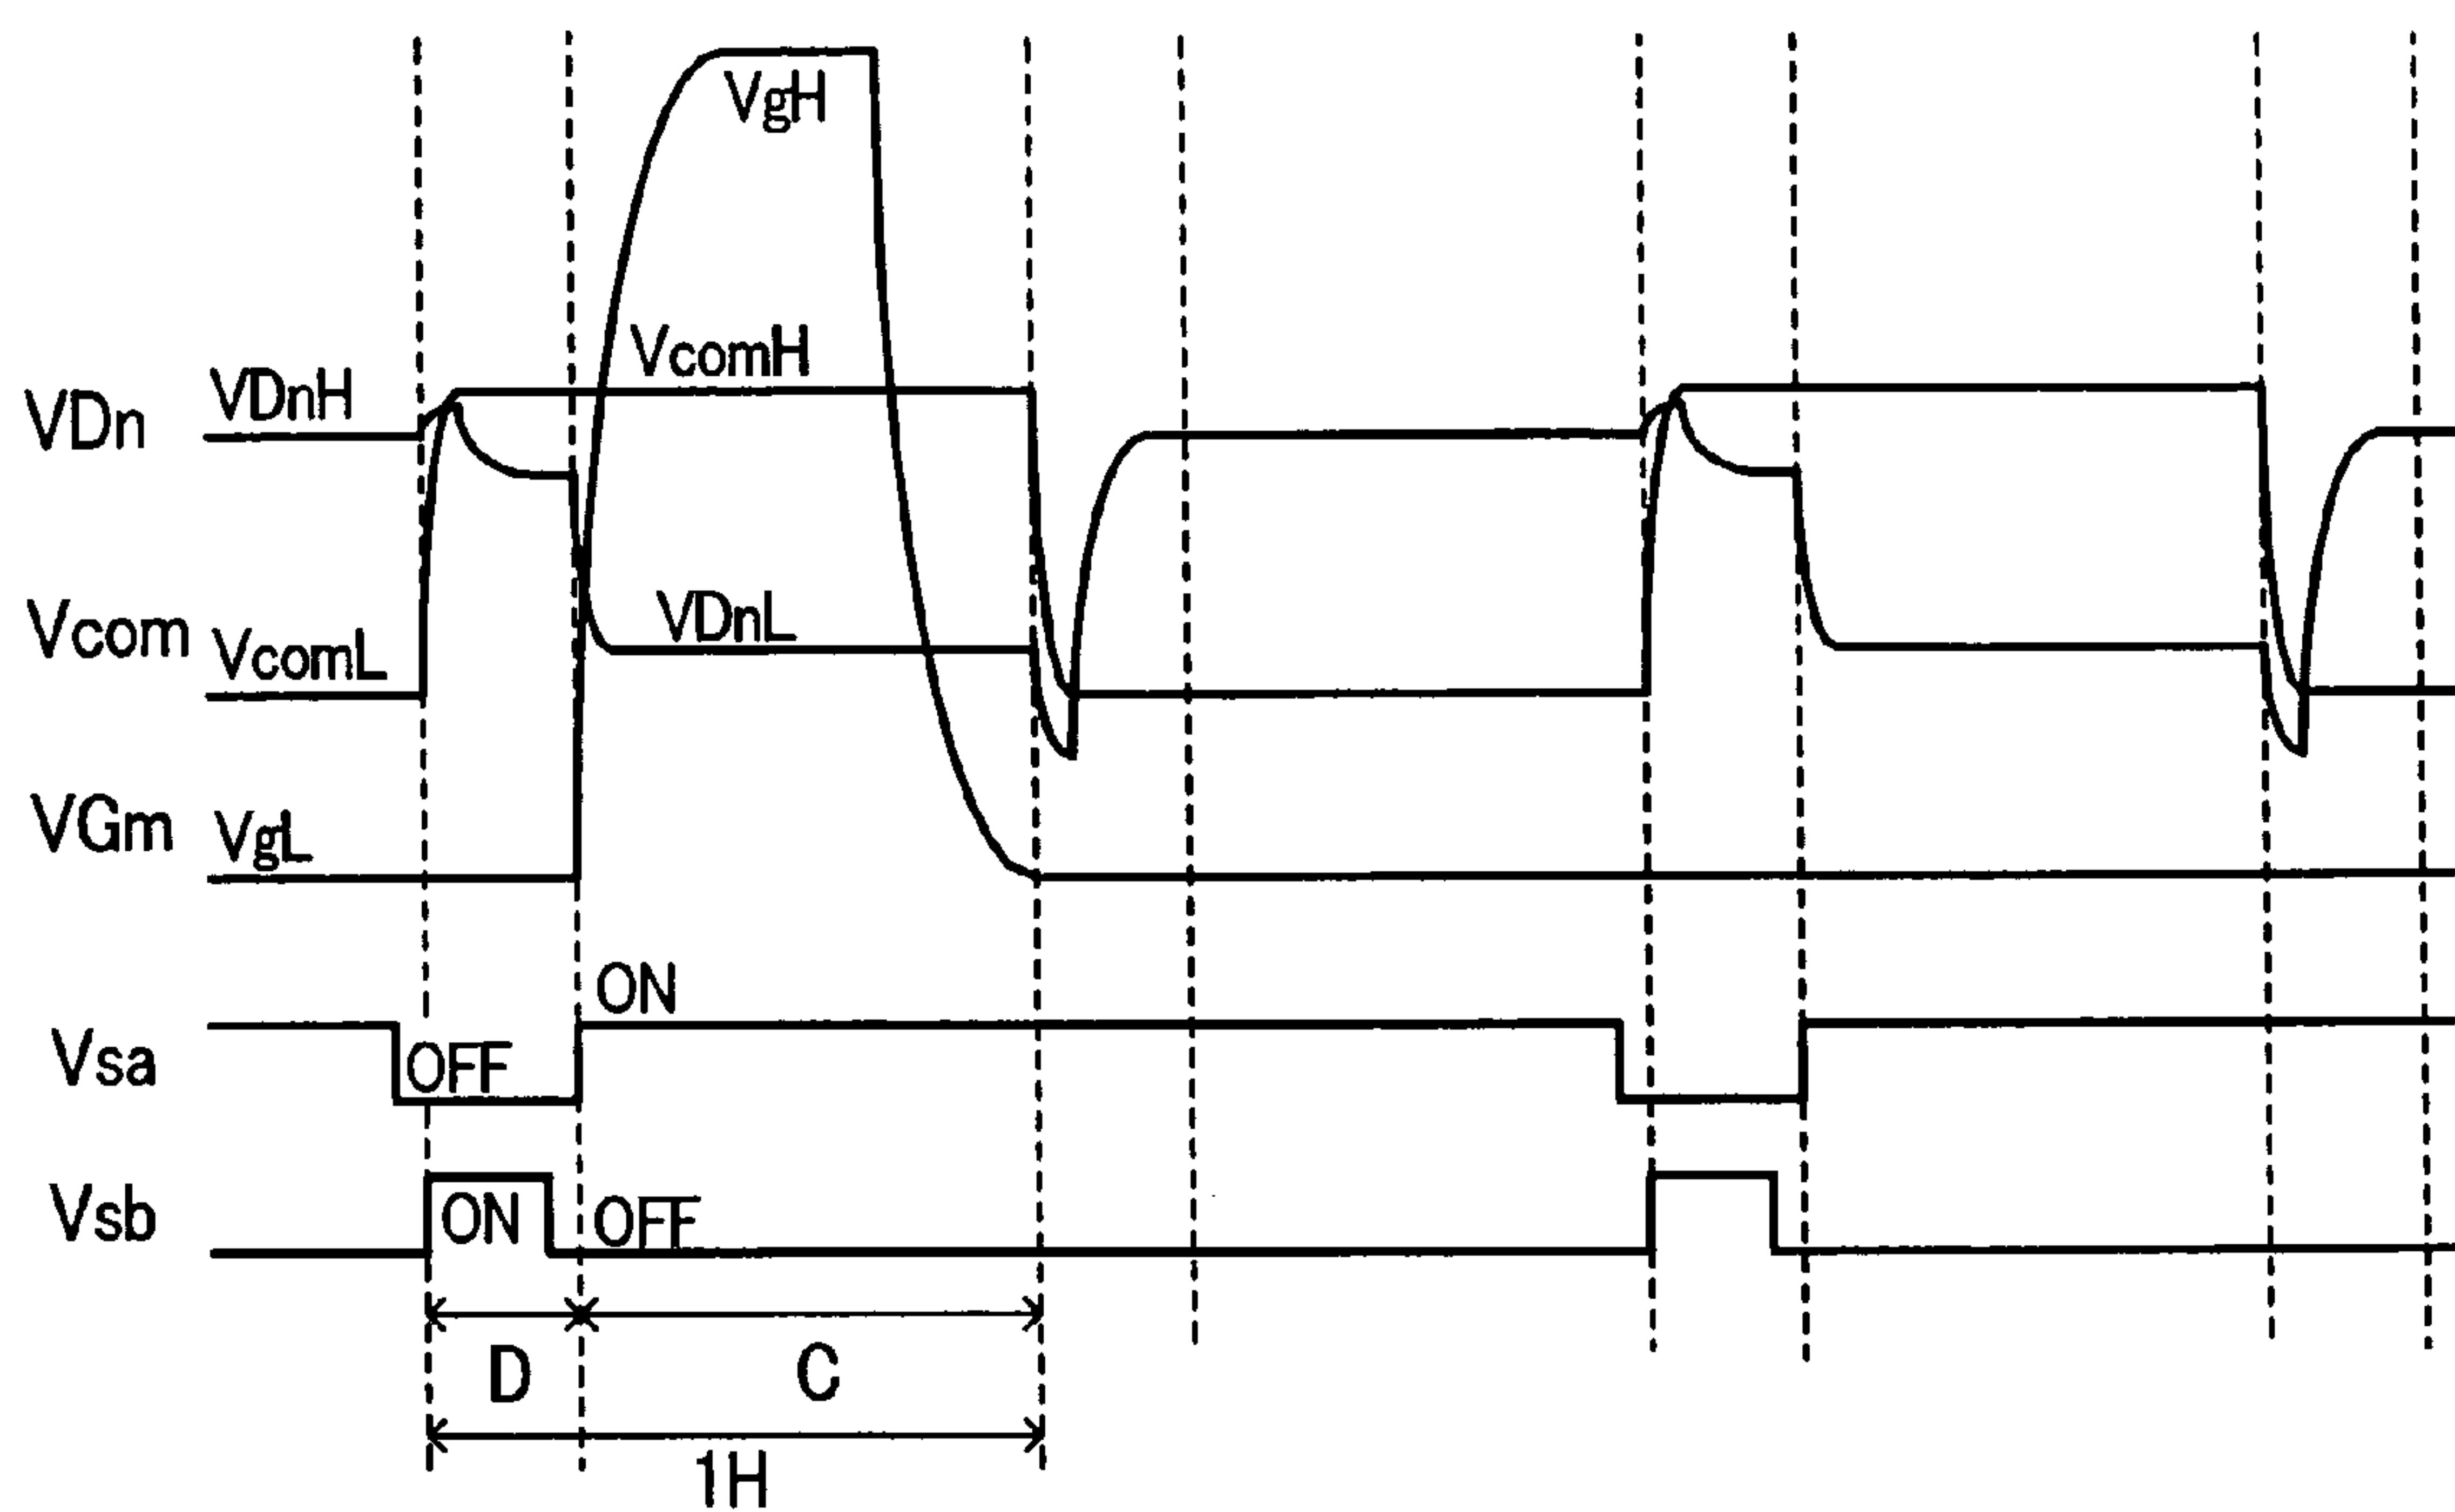 VgH
VcomH
VDn VDnH
VDnL
Vcom VcomL
VGm VgL
ON
Vsa OFF
Vsb ON OFF
D C
1H